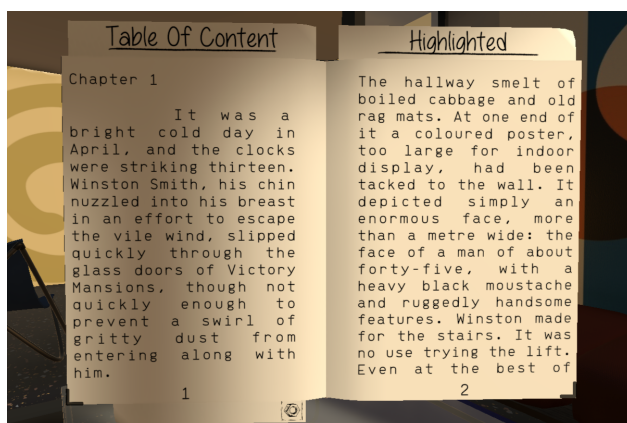 Table Of Content
Chapter 1
It was a
bright cold day in
April, and the clocks
were striking thirteen.
Winston Smith, his chin
nuzzled into his breast
in an effort to escape
the vile wind, slipped
quickly through the
glass doors of Victory
Mansions, though not
quickly enough to
prevent a swirl of
gritty dust from
entering along with
him.
1
Highlighted
The hallway smelt of
boiled cabbage and old
rag mats. At one end of
it a coloured poster,
too large for indoor
display, had been
tacked to the wall. It
depicted simply an
enormous face, more
than a metre wide: the
face of a man of about
forty-five, with a
heavy black moustache
and ruggedly handsome
features. Winston made
for the stairs. It was
no use trying the lift.
Even at the best of
2